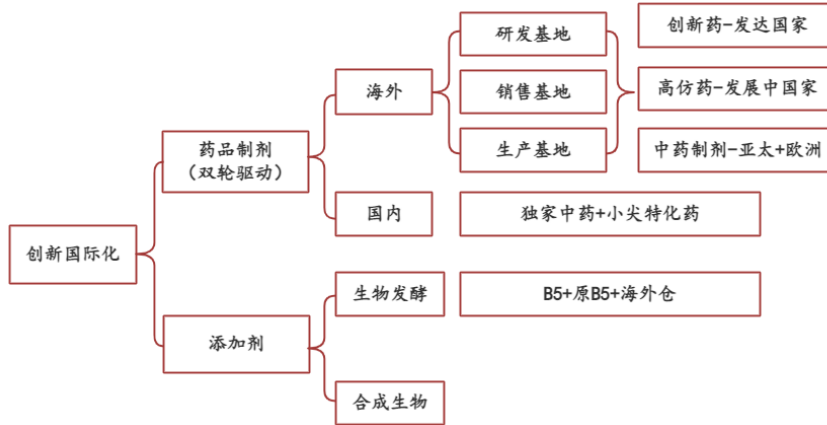 研发基地
创新药-发达国家
海外
销售基地
高仿药-发展中国家
药品制剂
(双轮驱动)
生产基地
中药制剂-亚太+欧洲
国内
独家中药+小尖特化药
创新国际化
生物发酵
B5+原B5+海外仓
添加剂
合成生物